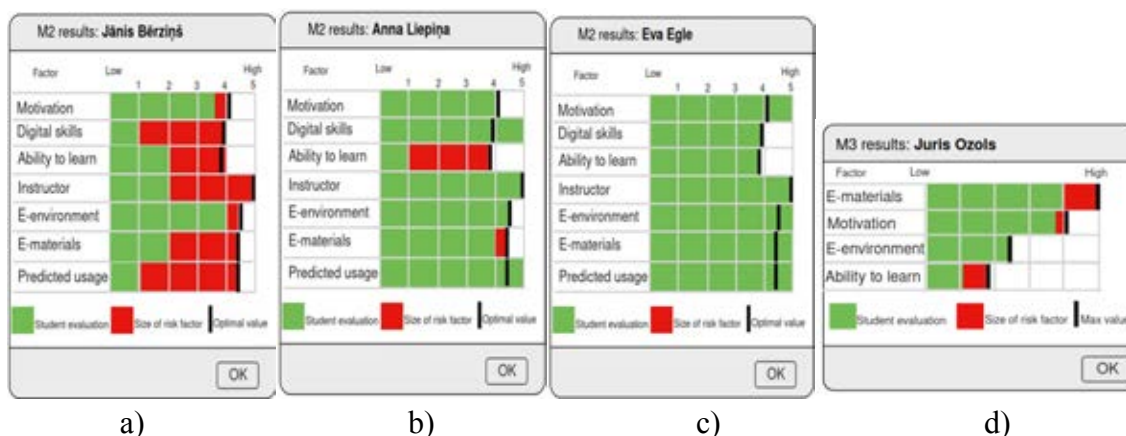 M2 results: Jānis Bērziņš
Factor Low High
1 2 3 4 5
Motivation
Digital skills
Ability to learn
Instructor
E-environment
E-materials
Predicted usage
Student evaluation Size of risk factor Optimal value
OK
a)
M2 results: Anna Liepiņa
Factor Low High
1 2 3 4 5
Motivation
Digital skills
Ability to learn
Instructor
E-environment
E-materials
Predicted usage
Student evaluation Size of risk factor Optimal value
OK
b)
M2 results: Eva Egle
Factor Low High
1 2 3 4 5
Motivation
Digital skills
Ability to learn
Instructor
E-environment
E-materials
Predicted usage
Student evaluation Size of risk factor Optimal value
OK
c)
M3 results: Juris Ozols
Factor Low High
E-materials
Motivation
E-environment
Ability to learn
Student evaluation Size of risk factor Max value
OK
d)